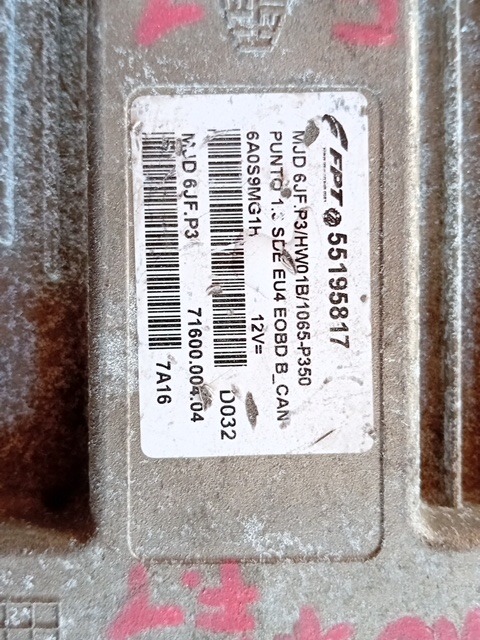 FPT 55195817
MJD 6JF.P3/HW01B/1065-P350
PUNTO 1.3 SDE EU4 EOBD B_CAN
6A0S9MG1H 12V=
D032
MJD 6JF.P3 71600.004.04
7A16